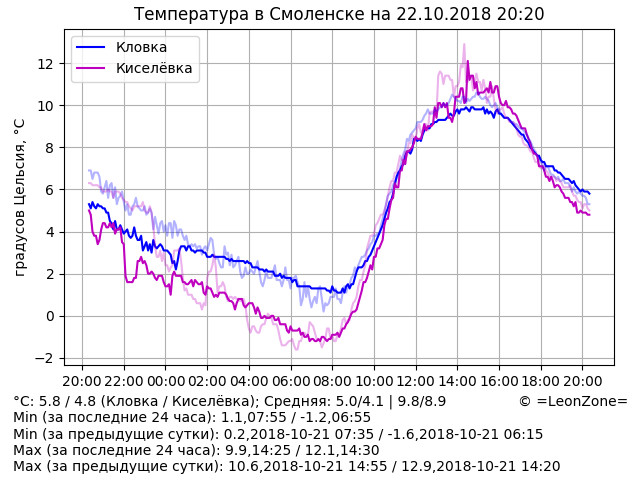 Температура в Смоленске на 22.10.2018 20:20
Кловка
Киселёвка
градусов Цельсия, °C
12
10
8
6
4
2
0
−2
20:00 22:00 00:00 02:00 04:00 06:00 08:00 10:00 12:00 14:00 16:00 18:00 20:00
°C: 5.8 / 4.8 (Кловка / Киселёвка); Средняя: 5.0/4.1 | 9.8/8.9 © =LeonZone=
Min (за последние 24 часа): 1.1,07:55 / -1.2,06:55
Min (за предыдущие сутки): 0.2,2018-10-21 07:35 / -1.6,2018-10-21 06:15
Max (за последние 24 часа): 9.9,14:25 / 12.1,14:30
Max (за предыдущие сутки): 10.6,2018-10-21 14:55 / 12.9,2018-10-21 14:20